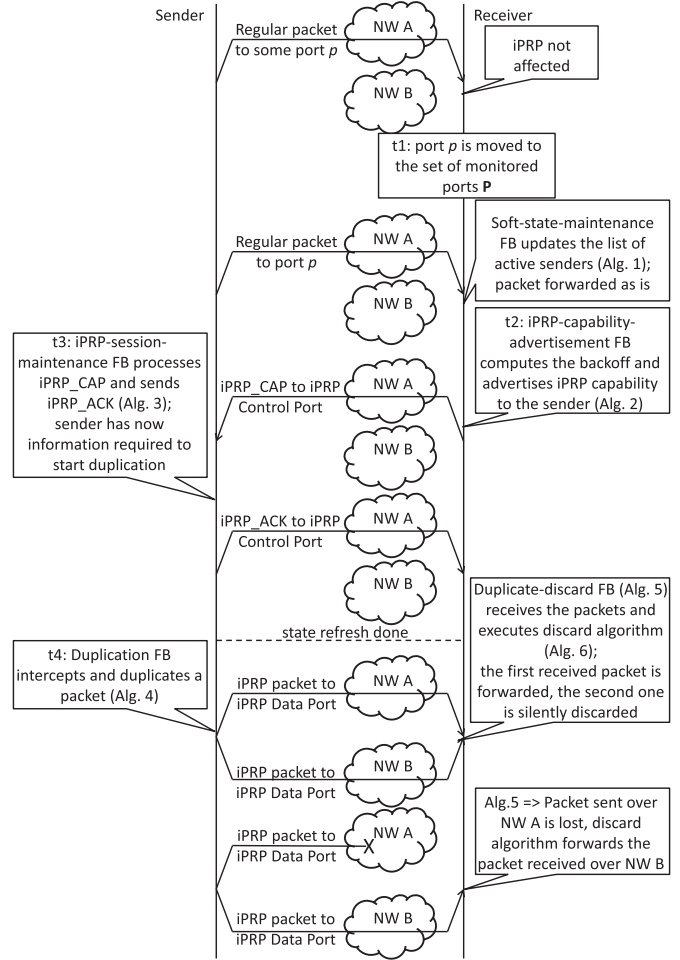 Sender
Receiver
Regular packet
to some port p
NW A
NW B
iPRP not
affected
t1: port p is moved to
the set of monitored
ports P
Regular packet
to port p
NW A
NW B
Soft-state-maintenance
FB updates the list of
active senders (Alg. 1);
packet forwarded as is
t2: iPRP-capability-
advertisement FB
computes the backoff and
advertises iPRP capability
to the sender (Alg. 2)
iPRP_CAP to iPRP
Control Port
NW A
NW B
t3: iPRP-session-
maintenance FB processes
iPRP_CAP and sends
iPRP_ACK (Alg. 3);
sender has now
information required to
start duplication
iPRP_ACK to iPRP
Control Port
NW A
NW B
state refresh done
t4: Duplication FB
intercepts and duplicates a
packet (Alg. 4)
Duplicate-discard FB (Alg. 5)
receives the packets and
executes discard algorithm
(Alg. 6);
the first received packet is
forwarded, the second one
is silently discarded
iPRP packet to
iPRP Data Port
NW A
iPRP packet to
iPRP Data Port
NW B
iPRP packet to
iPRP Data Port
NW A
X
Alg.5 => Packet sent over
NW A is lost, discard
algorithm forwards the
packet received over NW B
iPRP packet to
iPRP Data Port
NW B